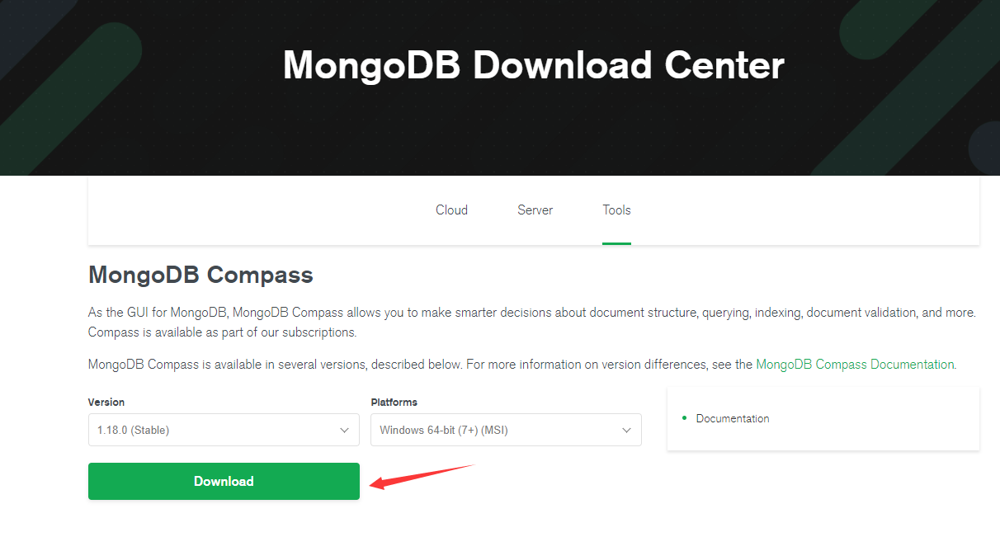 MongoDB Download Center
Cloud Server Tools
MongoDB Compass
As the GUI for MongoDB, MongoDB Compass allows you to make smarter decisions about document structure, querying, indexing, document validation, and more.
Compass is available as part of our subscriptions.
MongoDB Compass is available in several versions, described below. For more information on version differences, see the MongoDB Compass Documentation.
Version
1.18.0 (Stable)
Platforms
Windows 64-bit (7+) (MSI)
Download
Documentation